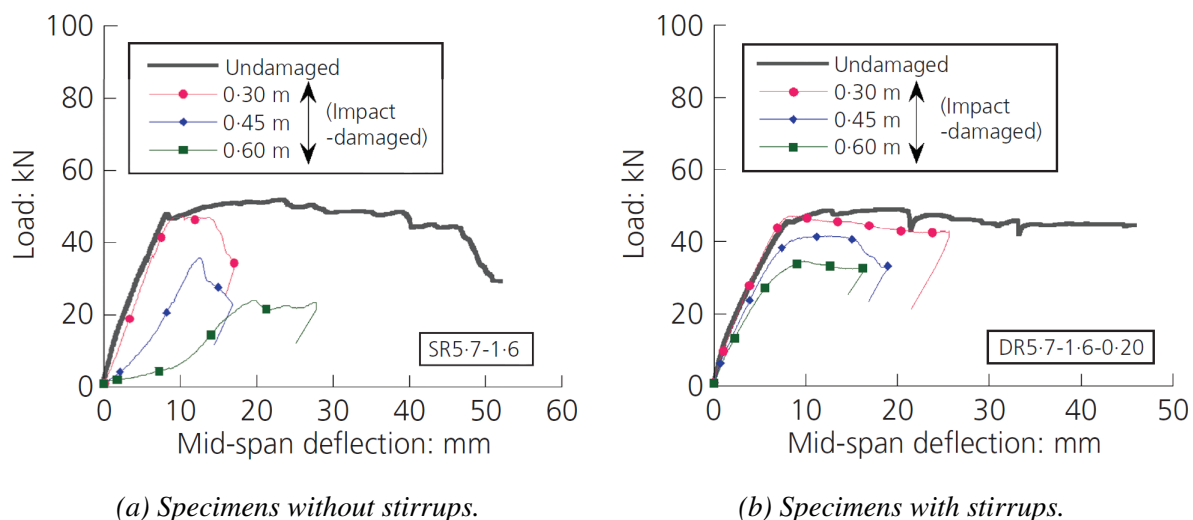 100
80
60
40
20
0
Load: kN
Undamaged
0·30 m
0·45 m
0·60 m
(Impact
-damaged)
SR5·7-1·6
0 10 20 30 40 50 60
Mid-span deflection: mm
(a) Specimens without stirrups.
100
80
60
40
20
0
Load: kN
Undamaged
0·30 m
0·45 m
0·60 m
(Impact
-damaged)
DR5·7-1·6-0·20
0 10 20 30 40 50
Mid-span deflection: mm
(b) Specimens with stirrups.